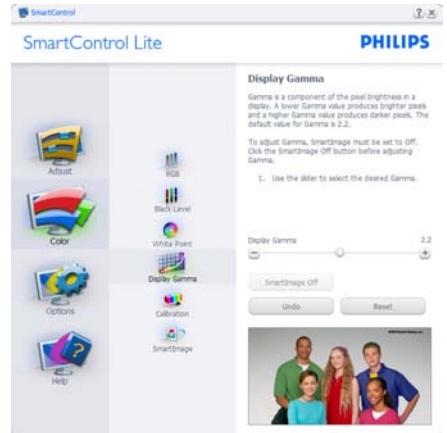 SmartControl
SmartControl Lite
PHILIPS
Adjust
Color
Options
Help
RGB
Black Level
White Point
Display Gamma
Calibration
SmartImage
Display Gamma
Gamma is a component of the pixel brightness in a
display. A lower Gamma value produces brighter pixels
and a higher Gamma value produces darker pixels. The
default value for Gamma is 2.2.
To adjust Gamma, SmartImage must be set to Off.
Click the SmartImage Off button before adjusting
Gamma.
1. Use the slider to select the desired Gamma.
Display Gamma 2.2
SmartImage Off
Undo Reset